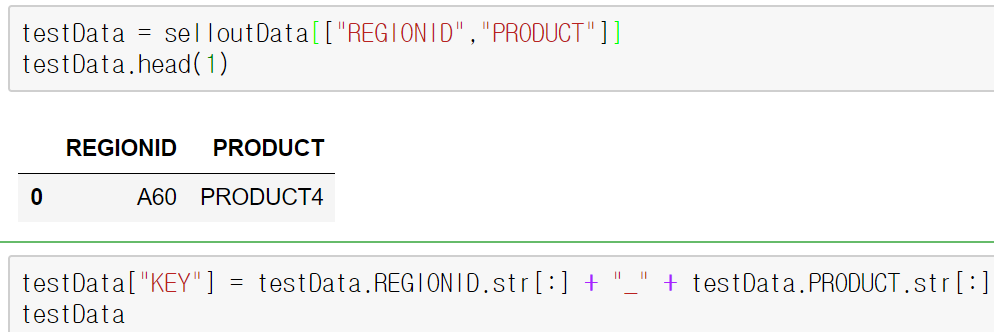 testData = selloutData[["REGIONID","PRODUCT"]]
testData.head(1)
REGIONID PRODUCT
0 A60 PRODUCT4
testData["KEY"] = testData.REGIONID.str[:] + "_" + testData.PRODUCT.str[:]
testData